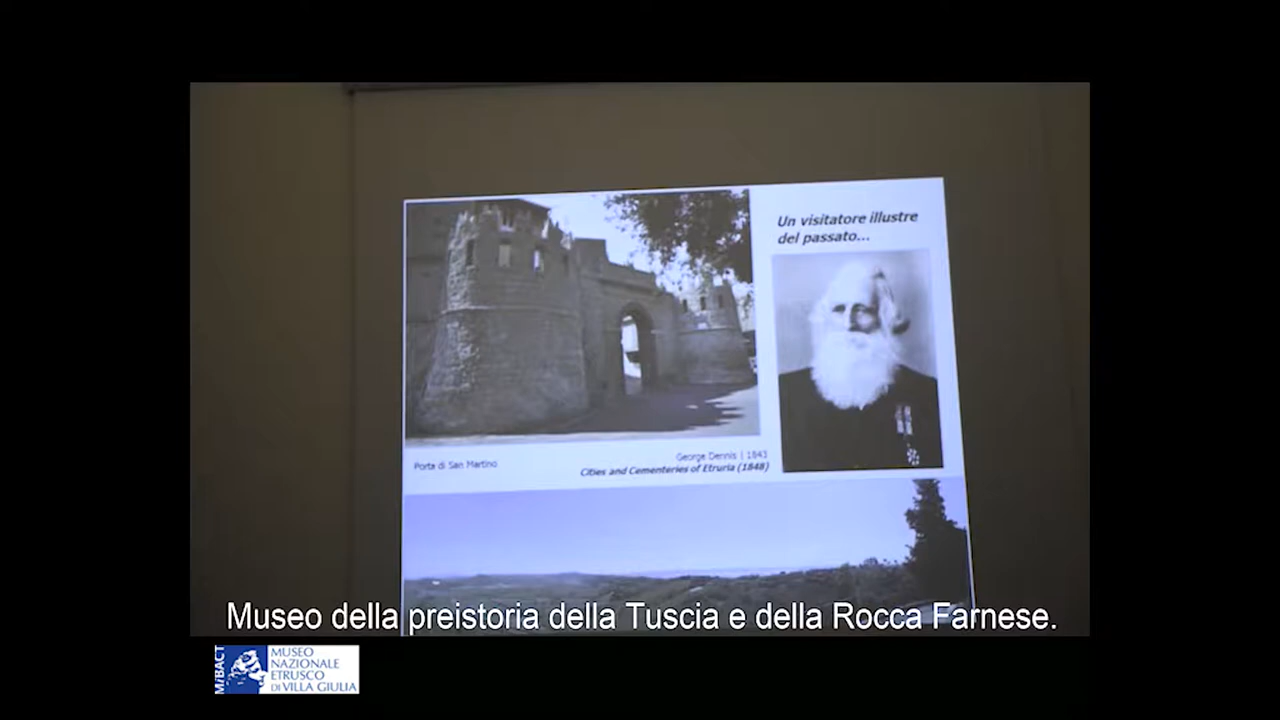 Un visitatore illustre
del passato...
Porta di San Martino
George Dennis | 1843
Cities and Cementeries of Etruria (1848)
Museo della preistoria della Tuscia e della Rocca Farnese.
MiBACT
MUSEO
NAZIONALE
ETRUSCO
DI VILLA GIULIA